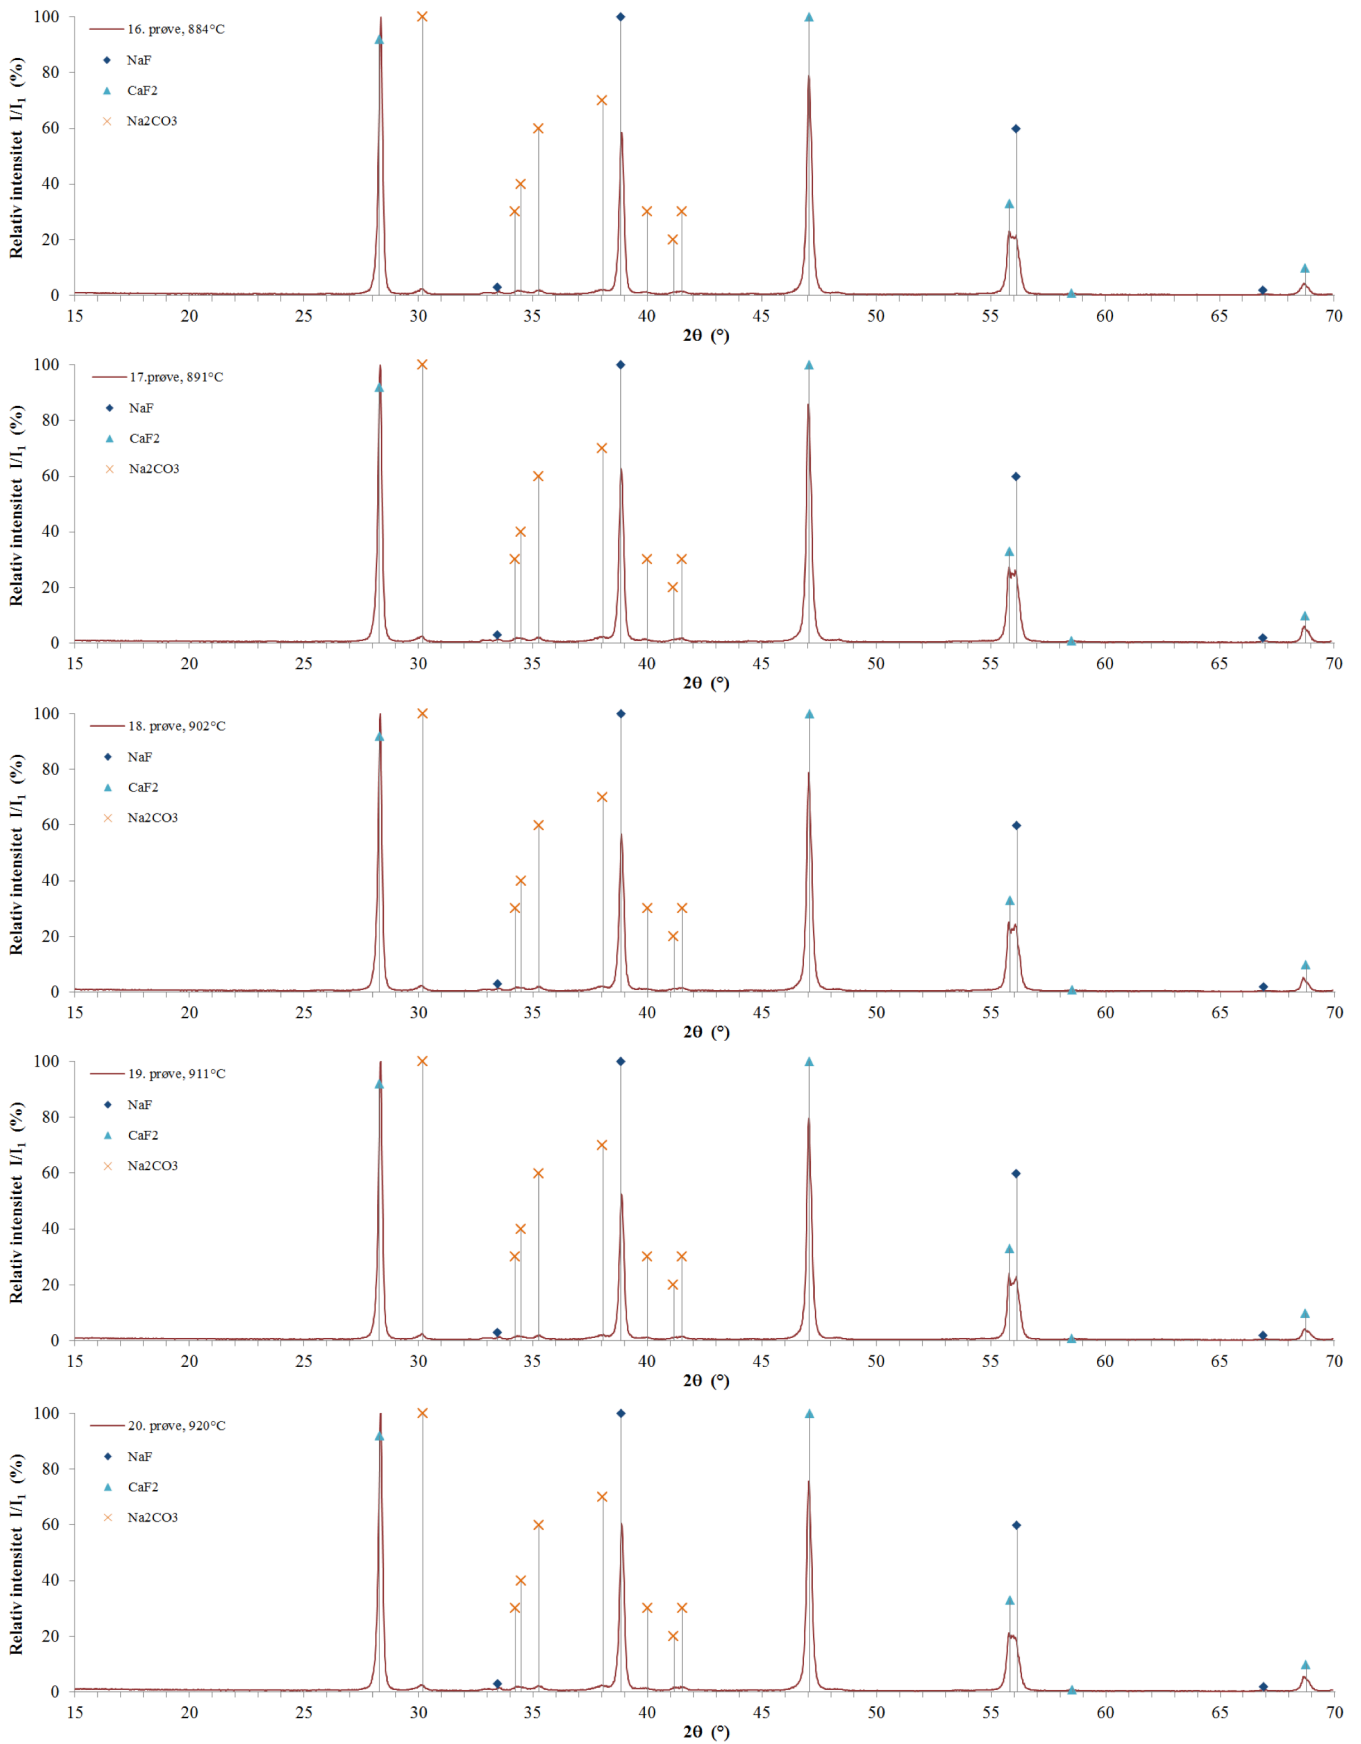 100
80
60
40
20
0
Relativ intensitet I/I1 (%)
16. prøve, 884°C
NaF
CaF2
Na2CO3
15 20 25 30 35 40 45 50 55 60 65 70
2θ (°)
100
80
60
40
20
0
Relativ intensitet I/I1 (%)
17.prøve, 891°C
NaF
CaF2
Na2CO3
15 20 25 30 35 40 45 50 55 60 65 70
2θ (°)
100
80
60
40
20
0
Relativ intensitet I/I1 (%)
18. prøve, 902°C
NaF
CaF2
Na2CO3
15 20 25 30 35 40 45 50 55 60 65 70
2θ (°)
100
80
60
40
20
0
Relativ intensitet I/I1 (%)
19. prøve, 911°C
NaF
CaF2
Na2CO3
15 20 25 30 35 40 45 50 55 60 65 70
2θ (°)
100
80
60
40
20
0
Relativ intensitet I/I1 (%)
20. prøve, 920°C
NaF
CaF2
Na2CO3
15 20 25 30 35 40 45 50 55 60 65 70
2θ (°)